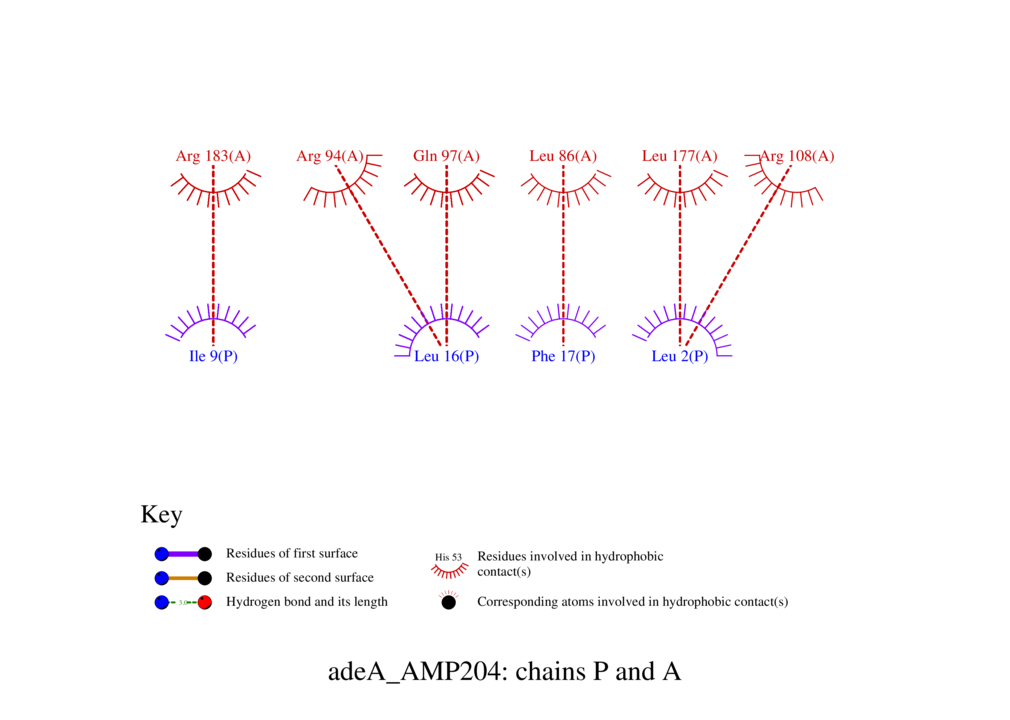 Arg 183(A) Arg 94(A) Gln 97(A) Leu 86(A) Leu 177(A) Arg 108(A)
Ile 9(P) Leu 16(P) Phe 17(P) Leu 2(P)
Key
Residues of first surface
Residues of second surface
3.0
Hydrogen bond and its length
His 53
Residues involved in hydrophobic
contact(s)
Corresponding atoms involved in hydrophobic contact(s)
adeA_AMP204: chains P and A